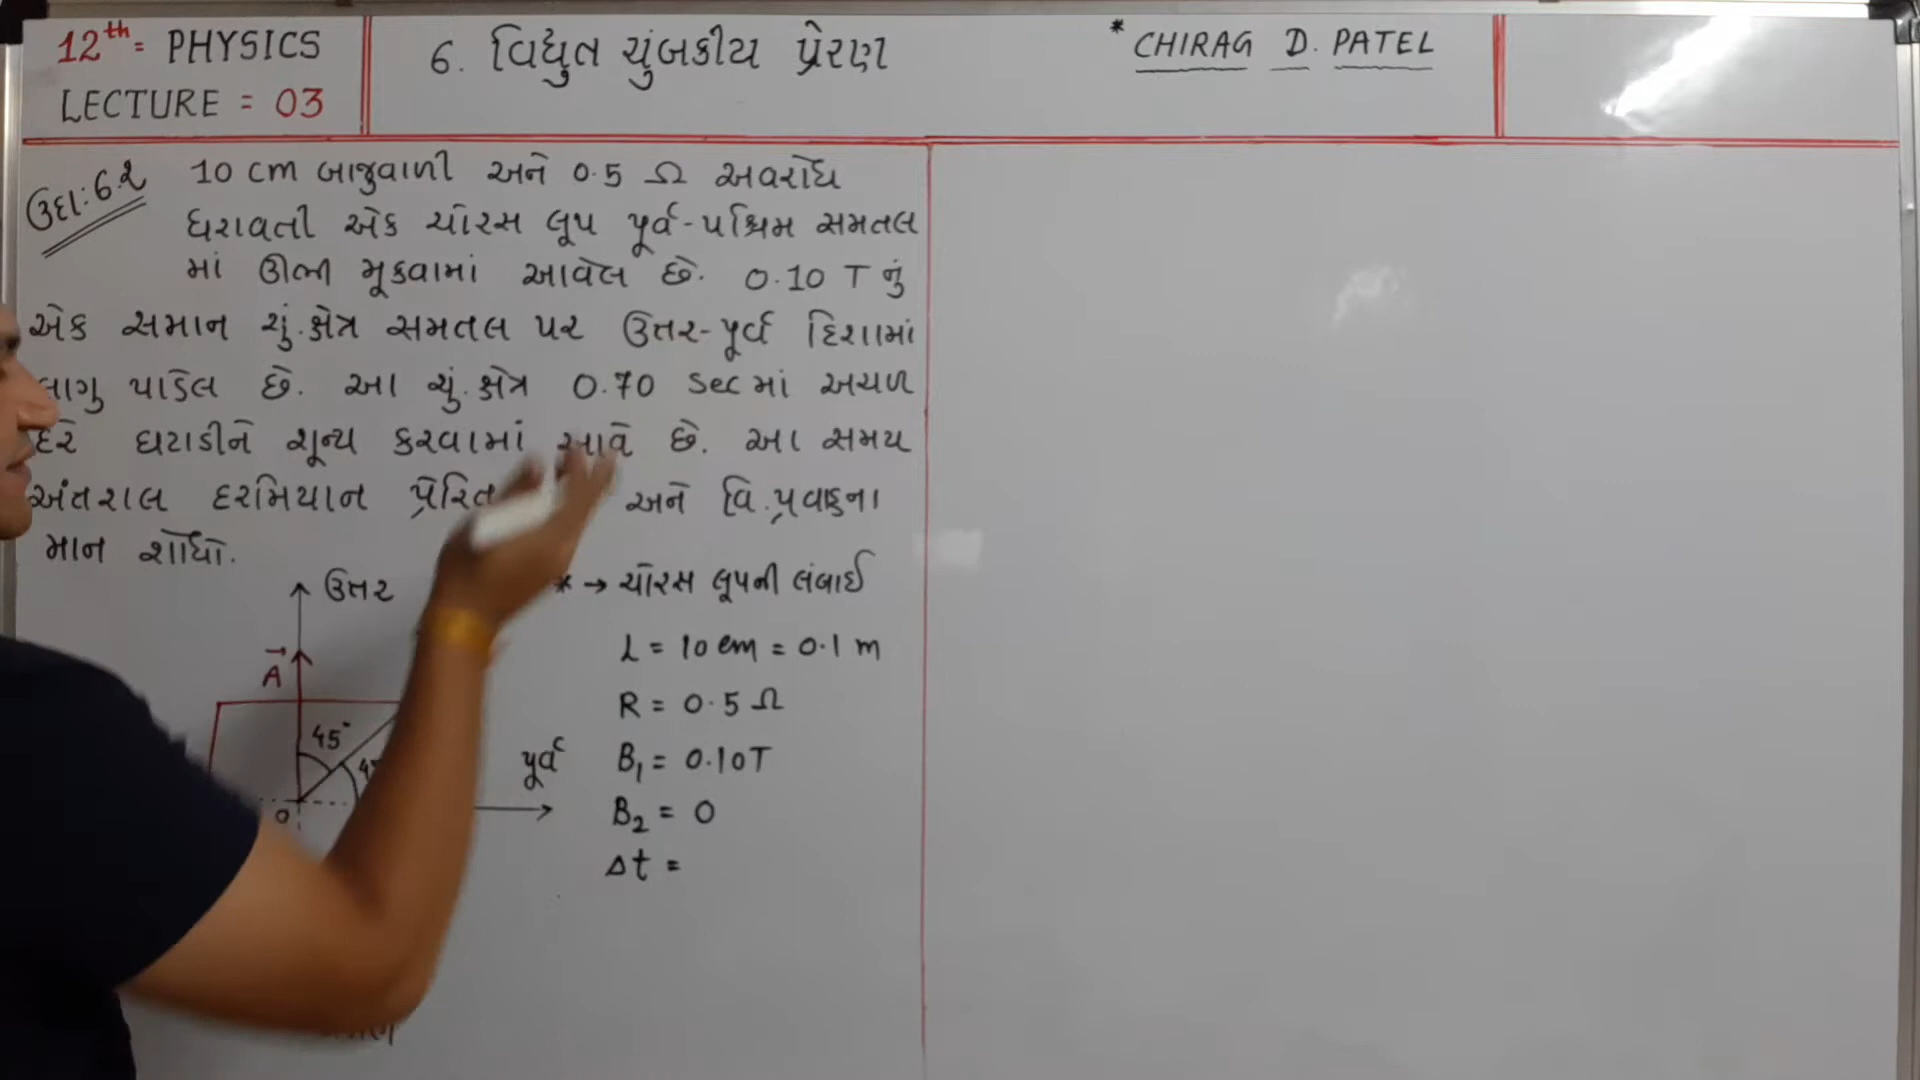 12th= PHYSICS
LECTURE = 03
6. વિદ્યુત ચુંબકીય પ્રેરણ
* CHIRAG D. PATEL
ઉદા:6.2 10 cm બાજુવાળી અને 0.5 Ω અવરોધ
ધરાવતી એક ચોરસ લૂપ પૂર્વ-પશ્ચિમ સમતલ
માં ઊભી મૂકવામાં આવેલ છે. 0.10 T નું
એક સમાન ચું.ક્ષેત્ર સમતલ પર ઉત્તર-પૂર્વ દિશામાં
લાગુ પાડેલ છે. આ ચું.ક્ષેત્ર 0.70 sec માં અચળ
દરે ઘટાડીને શૂન્ય કરવામાં આવે છે. આ સમય
અંતરાલ દરમિયાન પ્રેરિત અને વિ.પ્રવાહના
માન શોધો.
ઉત્તર
A
45°
પૂર્વ
O
* → ચોરસ લૂપની લંબાઈ
L = 10 cm = 0.1 m
R = 0.5 Ω
B₁ = 0.10T
B₂ = 0
Δt =